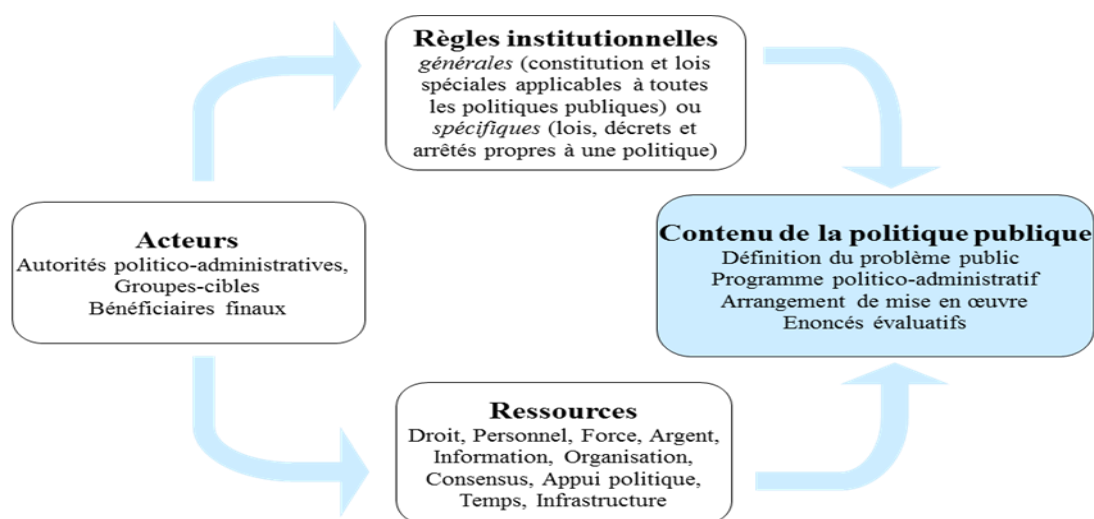 Règles institutionnelles
générales (constitution et lois
spéciales applicables à toutes
les politiques publiques) ou
spécifiques (lois, décrets et
arrêtés propres à une politique)
Acteurs
Autorités politico-administratives,
Groupes-cibles
Bénéficiaires finaux
Contenu de la politique publique
Définition du problème public
Programme politico-administratif
Arrangement de mise en œuvre
Enoncés évaluatifs
Ressources
Droit, Personnel, Force, Argent,
Information, Organisation,
Consensus, Appui politique,
Temps, Infrastructure